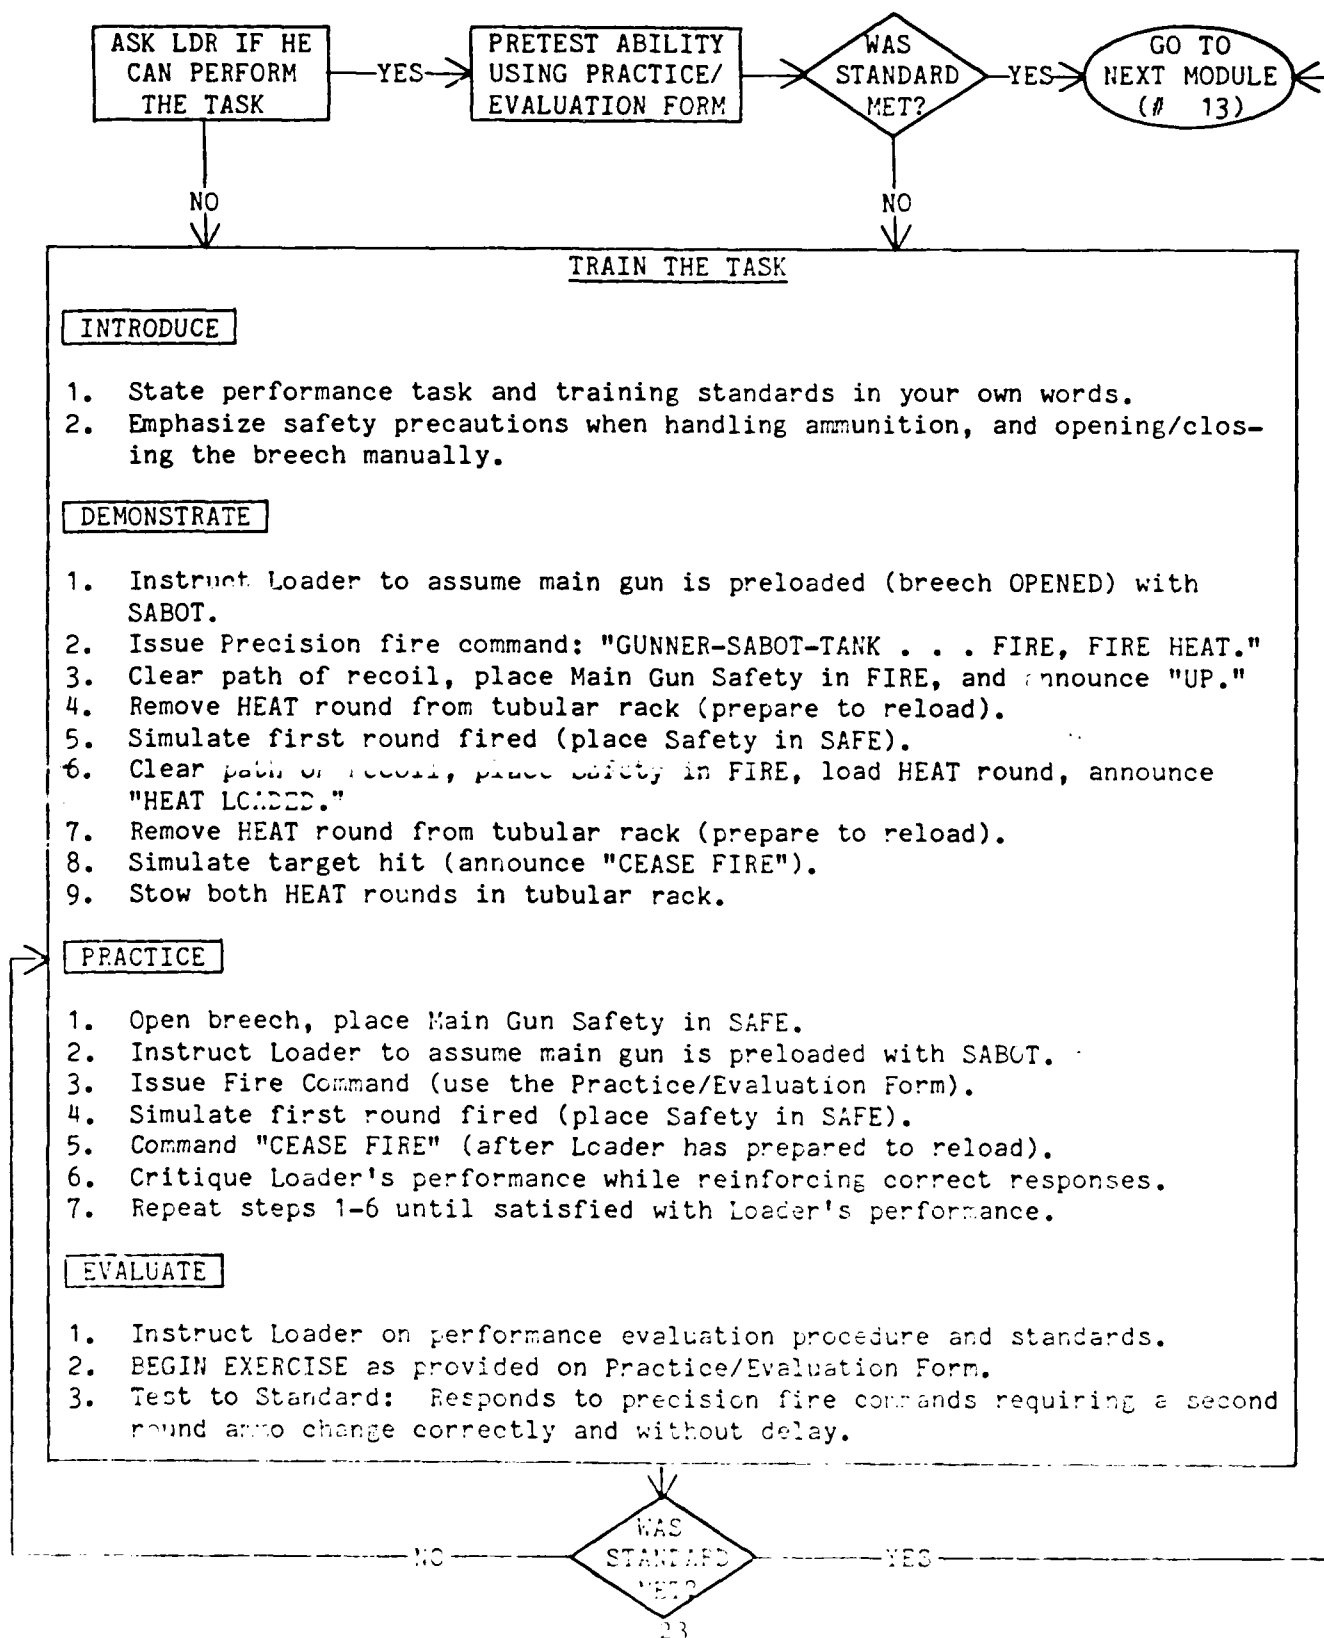 ASK LDR IF HE
CAN PERFORM
THE TASK
YES
PRETEST ABILITY
USING PRACTICE/
EVALUATION FORM
WAS
STANDARD
MET?
YES
GO TO
NEXT MODULE
(# 13)
NO
NO
TRAIN THE TASK
INTRODUCE
1. State performance task and training standards in your own words.
2. Emphasize safety precautions when handling ammunition, and opening/clos-
ing the breech manually.
DEMONSTRATE
1. Instruct Loader to assume main gun is preloaded (breech OPENED) with
SABOT.
2. Issue Precision fire command: "GUNNER-SABOT-TANK . . . FIRE, FIRE HEAT."
3. Clear path of recoil, place Main Gun Safety in FIRE, and announce "UP."
4. Remove HEAT round from tubular rack (prepare to reload).
5. Simulate first round fired (place Safety in SAFE).
6. Clear path of recoil, place Safety in FIRE, load HEAT round, announce
"HEAT LOADED."
7. Remove HEAT round from tubular rack (prepare to reload).
8. Simulate target hit (announce "CEASE FIRE").
9. Stow both HEAT rounds in tubular rack.
PRACTICE
1. Open breech, place Main Gun Safety in SAFE.
2. Instruct Loader to assume main gun is preloaded with SABOT.
3. Issue Fire Command (use the Practice/Evaluation Form).
4. Simulate first round fired (place Safety in SAFE).
5. Command "CEASE FIRE" (after Loader has prepared to reload).
6. Critique Loader's performance while reinforcing correct responses.
7. Repeat steps 1-6 until satisfied with Loader's performance.
EVALUATE
1. Instruct Loader on performance evaluation procedure and standards.
2. BEGIN EXERCISE as provided on Practice/Evaluation Form.
3. Test to Standard: Responds to precision fire commands requiring a second
round ammo change correctly and without delay.
WAS
STANDARD
MET?
NO
YES
23